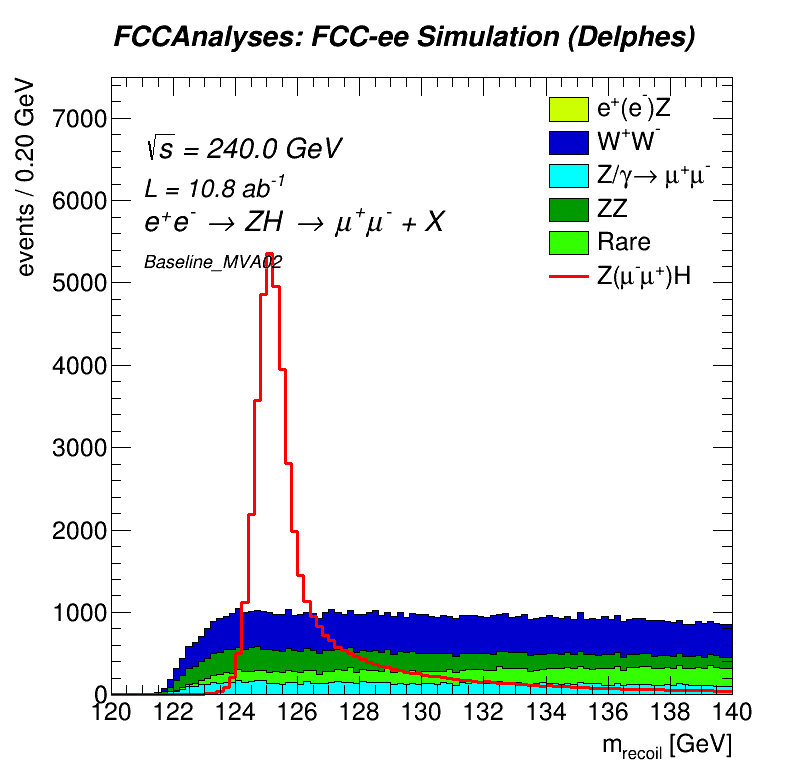 FCCAnalyses: FCC-ee Simulation (Delphes)
events / 0.20 GeV
7000
6000
5000
4000
3000
2000
1000
0
√s = 240.0 GeV
L = 10.8 ab⁻¹
e⁺e⁻ → ZH → μ⁺μ⁻ + X
Baseline_MVA02
e⁺(e⁻)Z
W⁺W⁻
Z/γ→ μ⁺μ⁻
ZZ
Rare
Z(μ⁻μ⁺)H
120 122 124 126 128 130 132 134 136 138 140
m_recoil [GeV]